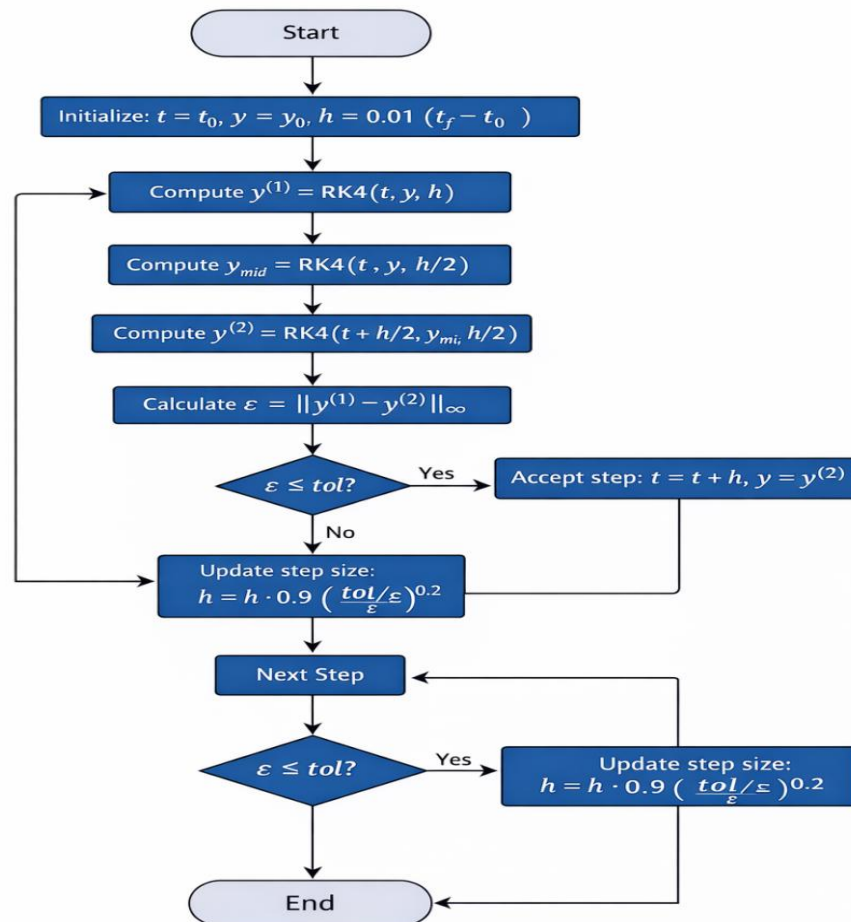 Start
Initialize: t = t₀, y = y₀, h = 0.01 (t_f − t₀ )
Compute y⁽¹⁾ = RK4(t, y, h)
Compute y_mid = RK4(t , y, h/2)
Compute y⁽²⁾ = RK4(t + h/2, y_mi, h/2)
Calculate ε = ||y⁽¹⁾ − y⁽²⁾||∞
ε ≤ tol?
Yes
Accept step: t = t + h, y = y⁽²⁾
No
Update step size:
h = h · 0.9 ( (tol/ε)/ε )^0.2
Next Step
ε ≤ tol?
Yes
Update step size:
h = h · 0.9 ( (tol/ε)/ε )^0.2
End